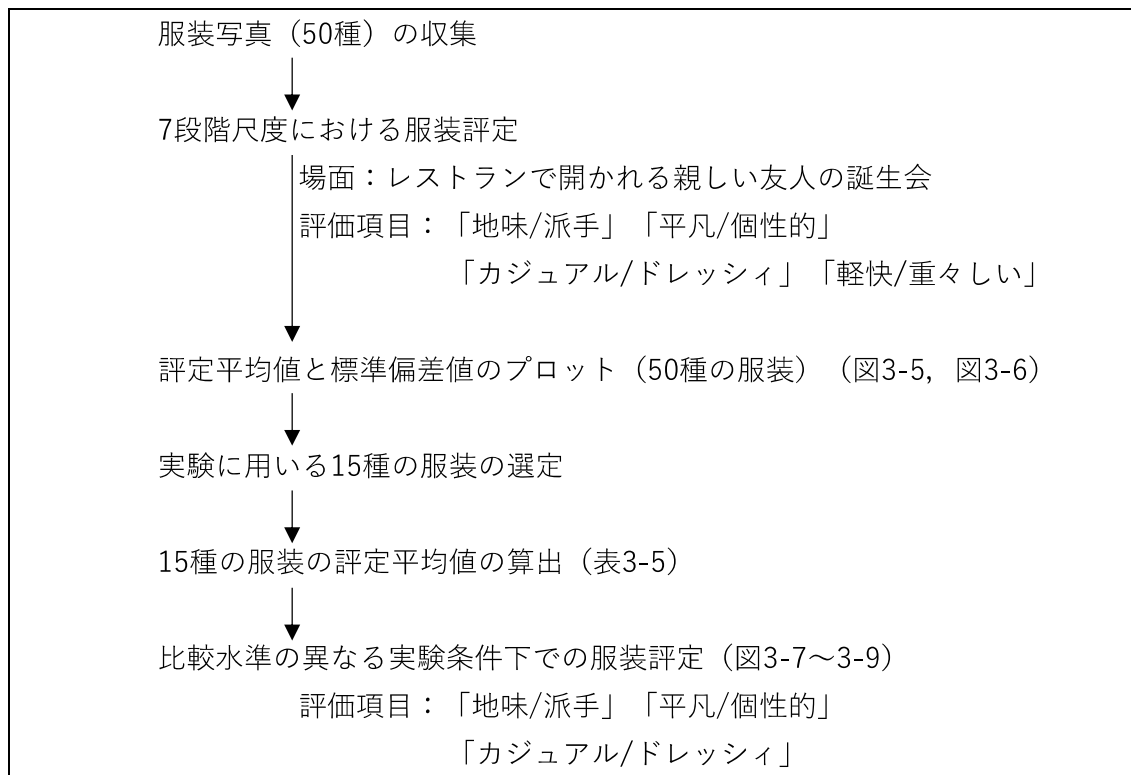 服装写真（50種）の収集
7段階尺度における服装評定
場面：レストランで開かれる親しい友人の誕生会
評価項目：「地味/派手」「平凡/個性的」
「カジュアル/ドレッシィ」「軽快/重々しい」
評定平均値と標準偏差値のプロット（50種の服装）（図3-5，図3-6）
実験に用いる15種の服装の選定
15種の服装の評定平均値の算出（表3-5）
比較水準の異なる実験条件下での服装評定（図3-7～3-9）
評価項目：「地味/派手」「平凡/個性的」
「カジュアル/ドレッシィ」